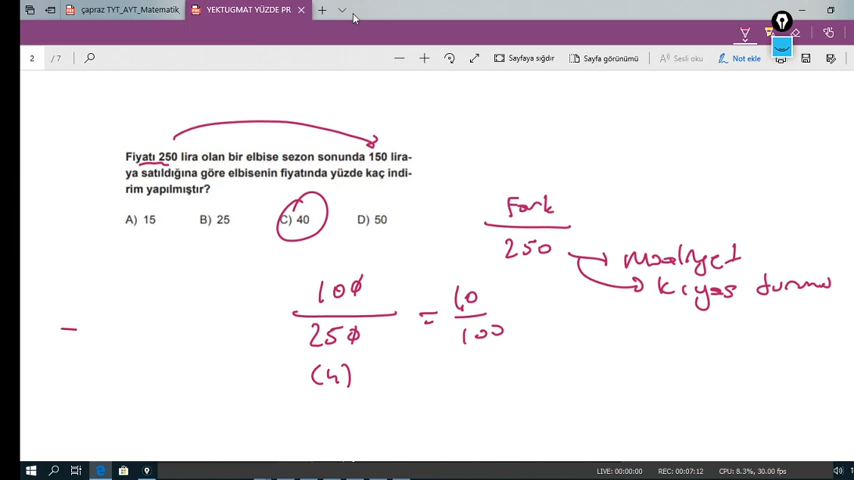 çapraz TYT_AYT_Matematik
YEKTUGMAT YÜZDE PR
2 / 7
Sayfaya sığdır
Sayfa görünümü
Sesli oku
Not ekle
Fiyatı 250 lira olan bir elbise sezon sonunda 150 lira-
ya satıldığına göre elbisenin fiyatında yüzde kaç indi-
rim yapılmıştır?
A) 15 B) 25 C) 40 D) 50
Fark
250
maliyet
kıyas durumu
100
250
(4)
=
40
100
LIVE: 00:00:00
REC: 00:07:12
CPU: 8.3%, 30.00 fps